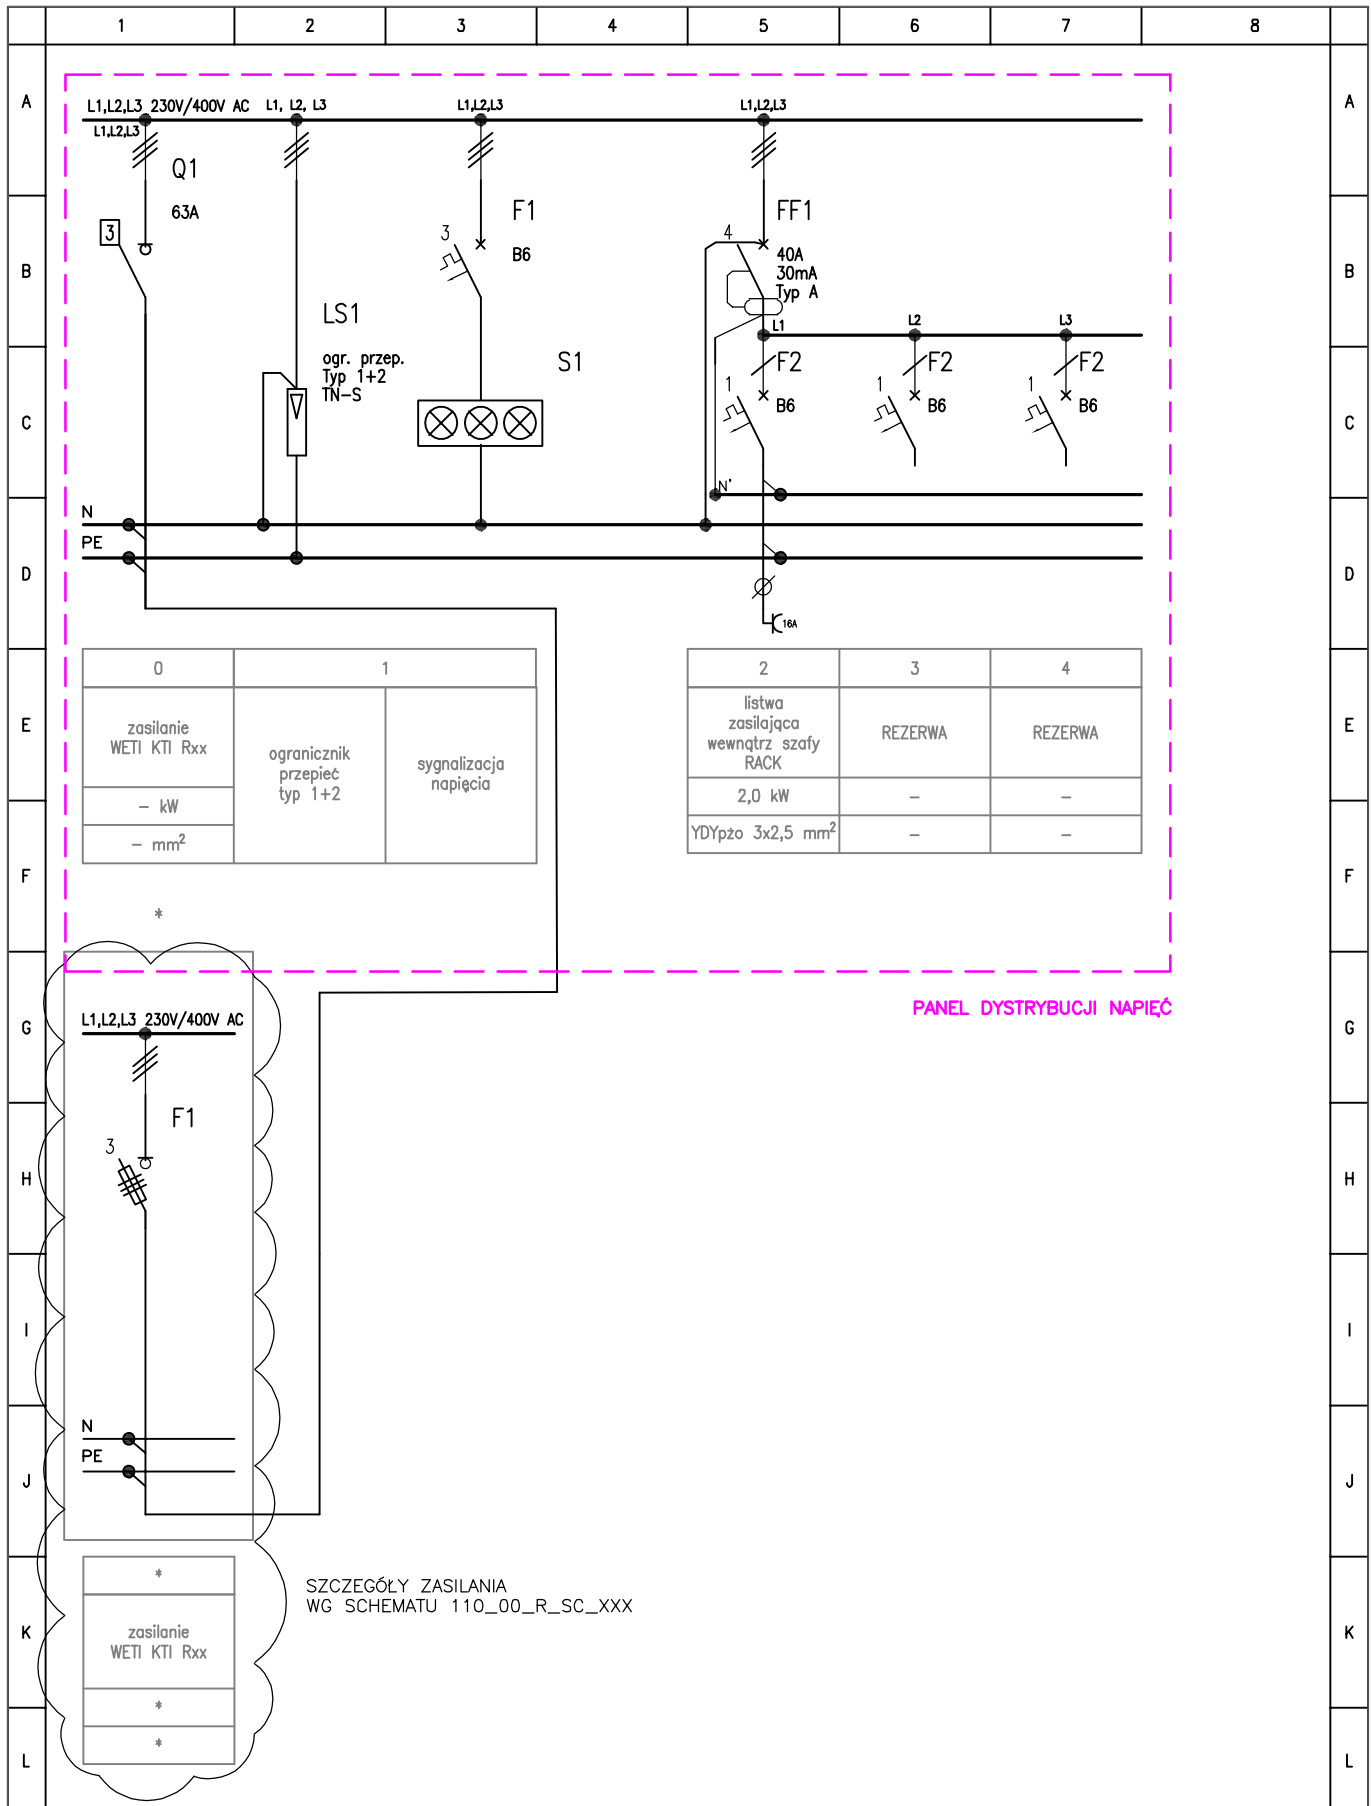 1 2 3 4 5 6 7 8
A A
L1,L2,L3 230V/400V AC L1, L2, L3 L1,L2,L3 L1,L2,L3
L1,L2,L3
Q1
63A
3
F1
3
B6
FF1
4
40A
30mA
Typ A
B B
LS1
ogr. przep.
Typ 1+2
TN-S
S1
L1 L2 L3
F2 F2 F2
1 1 1
B6 B6 B6
C C
N'
N
PE
D D
16A
0 1 2 3 4
zasilanie
WETI KTI Rxx
- kW
- mm²
ogranicznik
przepieć
typ 1+2
sygnalizacja
napięcia
listwa
zasilająca
wewnątrz szafy
RACK
2,0 kW
YDYpżo 3x2,5 mm²
REZERWA
-
-
REZERWA
-
-
E E
F F
*
PANEL DYSTRYBUCJI NAPIĘĆ
G G
L1,L2,L3 230V/400V AC
F1
3
H H
I I
N
PE
J J
*
zasilanie
WETI KTI Rxx
*
*
SZCZEGÓŁY ZASILANIA
WG SCHEMATU 110_00_R_SC_XXX
K K
L L